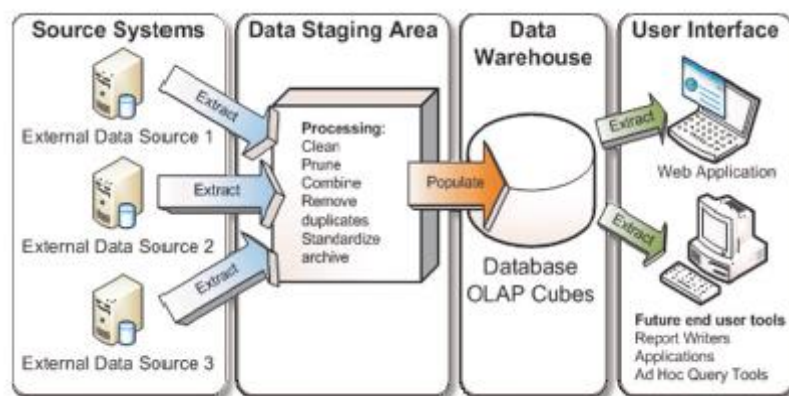 Source Systems
Data Staging Area
Data
Warehouse
User Interface
External Data Source 1
External Data Source 2
External Data Source 3
Extract
Extract
Extract
Processing:
Clean
Prune
Combine
Remove
duplicates
Standardize
archive
Populate
Database
OLAP Cubes
Extract
Extract
Web Application
Future end user tools
Report Writers
Applications
Ad Hoc Query Tools